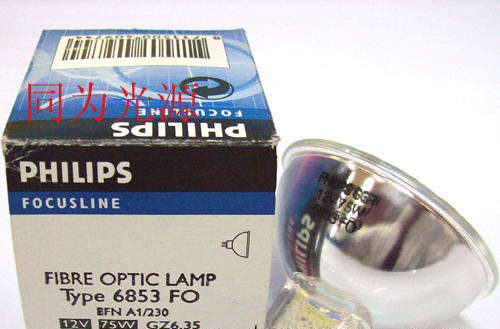 同为光源
PHILIPS
PHILIPS
FOCUSLINE
FIBRE OPTIC LAMP
Type 6853 FO
EFN A1/230
12V 75W GZ6.35
PHILIPS